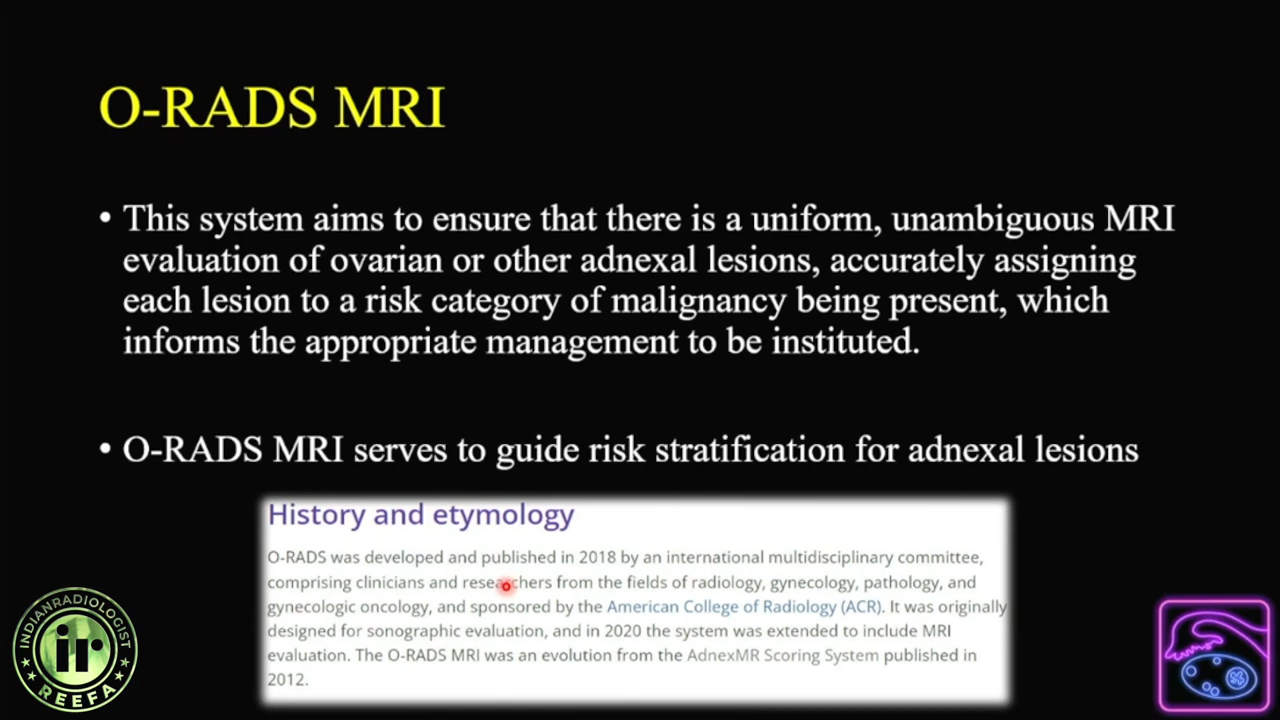 O-RADS MRI
• This system aims to ensure that there is a uniform, unambiguous MRI
evaluation of ovarian or other adnexal lesions, accurately assigning
each lesion to a risk category of malignancy being present, which
informs the appropriate management to be instituted.
• O-RADS MRI serves to guide risk stratification for adnexal lesions
History and etymology
O-RADS was developed and published in 2018 by an international multidisciplinary committee,
comprising clinicians and researchers from the fields of radiology, gynecology, pathology, and
gynecologic oncology, and sponsored by the American College of Radiology (ACR). It was originally
designed for sonographic evaluation, and in 2020 the system was extended to include MRI
evaluation. The O-RADS MRI was an evolution from the AdnexMR Scoring System published in
2012.
INDIANRADIOLOGIST
ir
REEFA